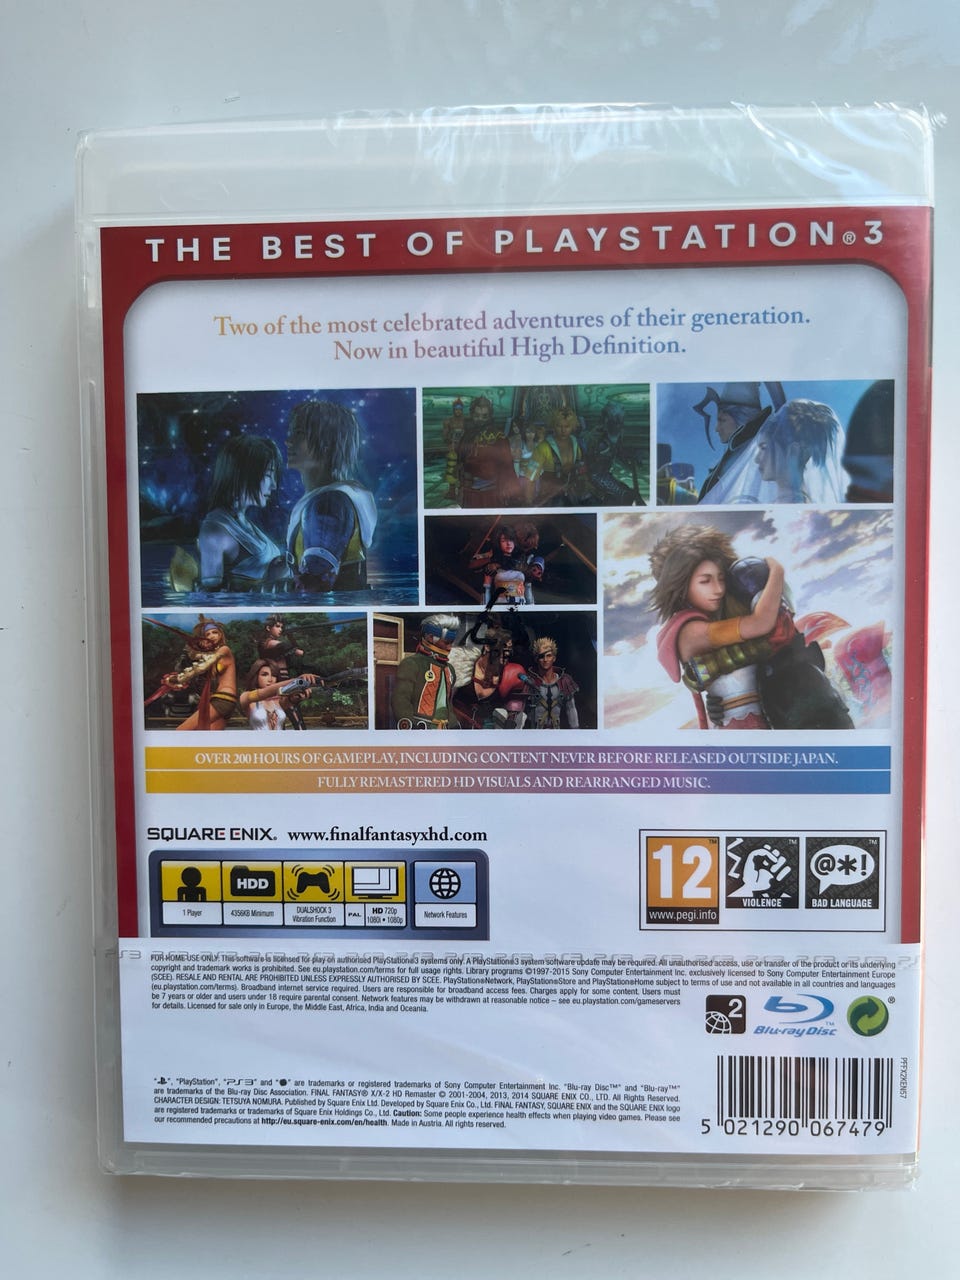 THE BEST OF PLAYSTATION®3
Two of the most celebrated adventures of their generation.
Now in beautiful High Definition.
OVER 200 HOURS OF GAMEPLAY, INCLUDING CONTENT NEVER BEFORE RELEASED OUTSIDE JAPAN.
FULLY REMASTERED HD VISUALS AND REARRANGED MUSIC.
SQUARE ENIX. www.finalfantasyxhd.com
HDD
1 Player
4356KB Minimum
DUALSHOCK 3
Vibration Function
PAL
HD 720p
1080i • 1080p
Network Features
12
www.pegi.info
VIOLENCE
@*!
BAD LANGUAGE
FOR HOME USE ONLY: This software is licensed for play on authorised PlayStation®3 systems only. A PlayStation®3 system software update may be required. All unauthorised access, use or transfer of the product or its underlying
copyright and trademark works is prohibited. See eu.playstation.com/terms for full usage rights. Library programs ©1997-2015 Sony Computer Entertainment Inc. exclusively licensed to Sony Computer Entertainment Europe
(SCEE). RESALE AND RENTAL ARE PROHIBITED UNLESS EXPRESSLY AUTHORISED BY SCEE. PlayStation®Network, PlayStation®Store and PlayStation®Home subject to terms of use and not available in all countries and languages
(eu.playstation.com/terms). Broadband internet service required. Users are responsible for broadband access fees. Charges apply for some content. Users must
be 7 years or older and users under 18 require parental consent. Network features may be withdrawn at reasonable notice – see eu.playstation.com/gameservers
for details. Licensed for sale only in Europe, the Middle East, Africa, India and Oceania.
2
Blu-ray Disc™
®
"PlayStation", "PS3" and are trademarks or registered trademarks of Sony Computer Entertainment Inc. "Blu-ray Disc™" and "Blu-ray™"
are trademarks of the Blu-ray Disc Association. FINAL FANTASY® X/X-2 HD Remaster © 2001-2004, 2013, 2014 SQUARE ENIX CO., LTD. All Rights Reserved.
CHARACTER DESIGN: TETSUYA NOMURA. Published by Square Enix Ltd. Developed by Square Enix Co., Ltd. FINAL FANTASY, SQUARE ENIX and the SQUARE ENIX logo
are registered trademarks or trademarks of Square Enix Holdings Co., Ltd. Caution: Some people experience health effects when playing video games. Please see
our recommended precautions at http://eu.square-enix.com/en/health. Made in Austria. All rights reserved.
PFFX2XEN57
5 021290 067479